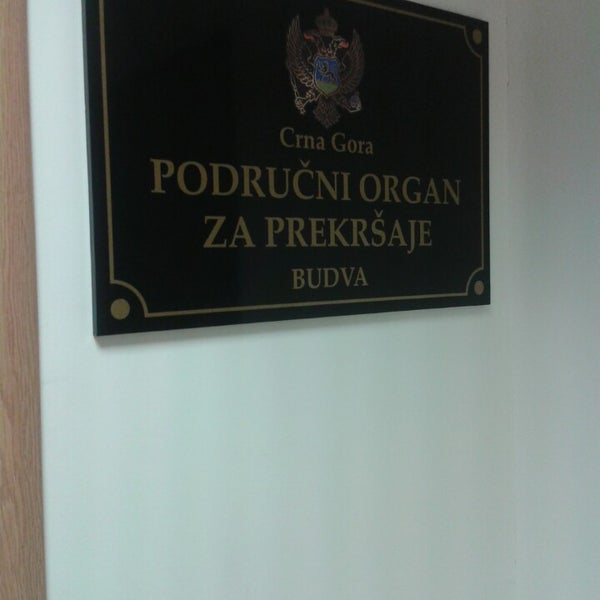 Crna Gora
PODRUČNI ORGAN
ZA PREKRŠAJE
BUDVA